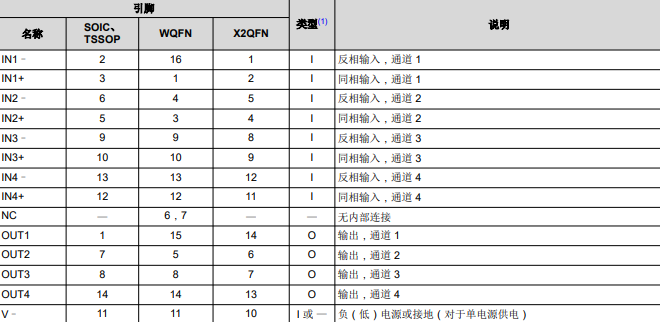 引脚 类型(1) 说明
名称 SOIC、TSSOP WQFN X2QFN
IN1– 2 16 1 I 反相输入，通道 1
IN1+ 3 1 2 I 同相输入，通道 1
IN2– 6 4 5 I 反相输入，通道 2
IN2+ 5 3 4 I 同相输入，通道 2
IN3– 9 9 8 I 反相输入，通道 3
IN3+ 10 10 9 I 同相输入，通道 3
IN4– 13 13 12 I 反相输入，通道 4
IN4+ 12 12 11 I 同相输入，通道 4
NC — 6，7 — — 无内部连接
OUT1 1 15 14 O 输出，通道 1
OUT2 7 5 6 O 输出，通道 2
OUT3 8 8 7 O 输出，通道 3
OUT4 14 14 13 O 输出，通道 4
V– 11 11 10 I 或 — 负（低）电源或接地（对于单电源供电）